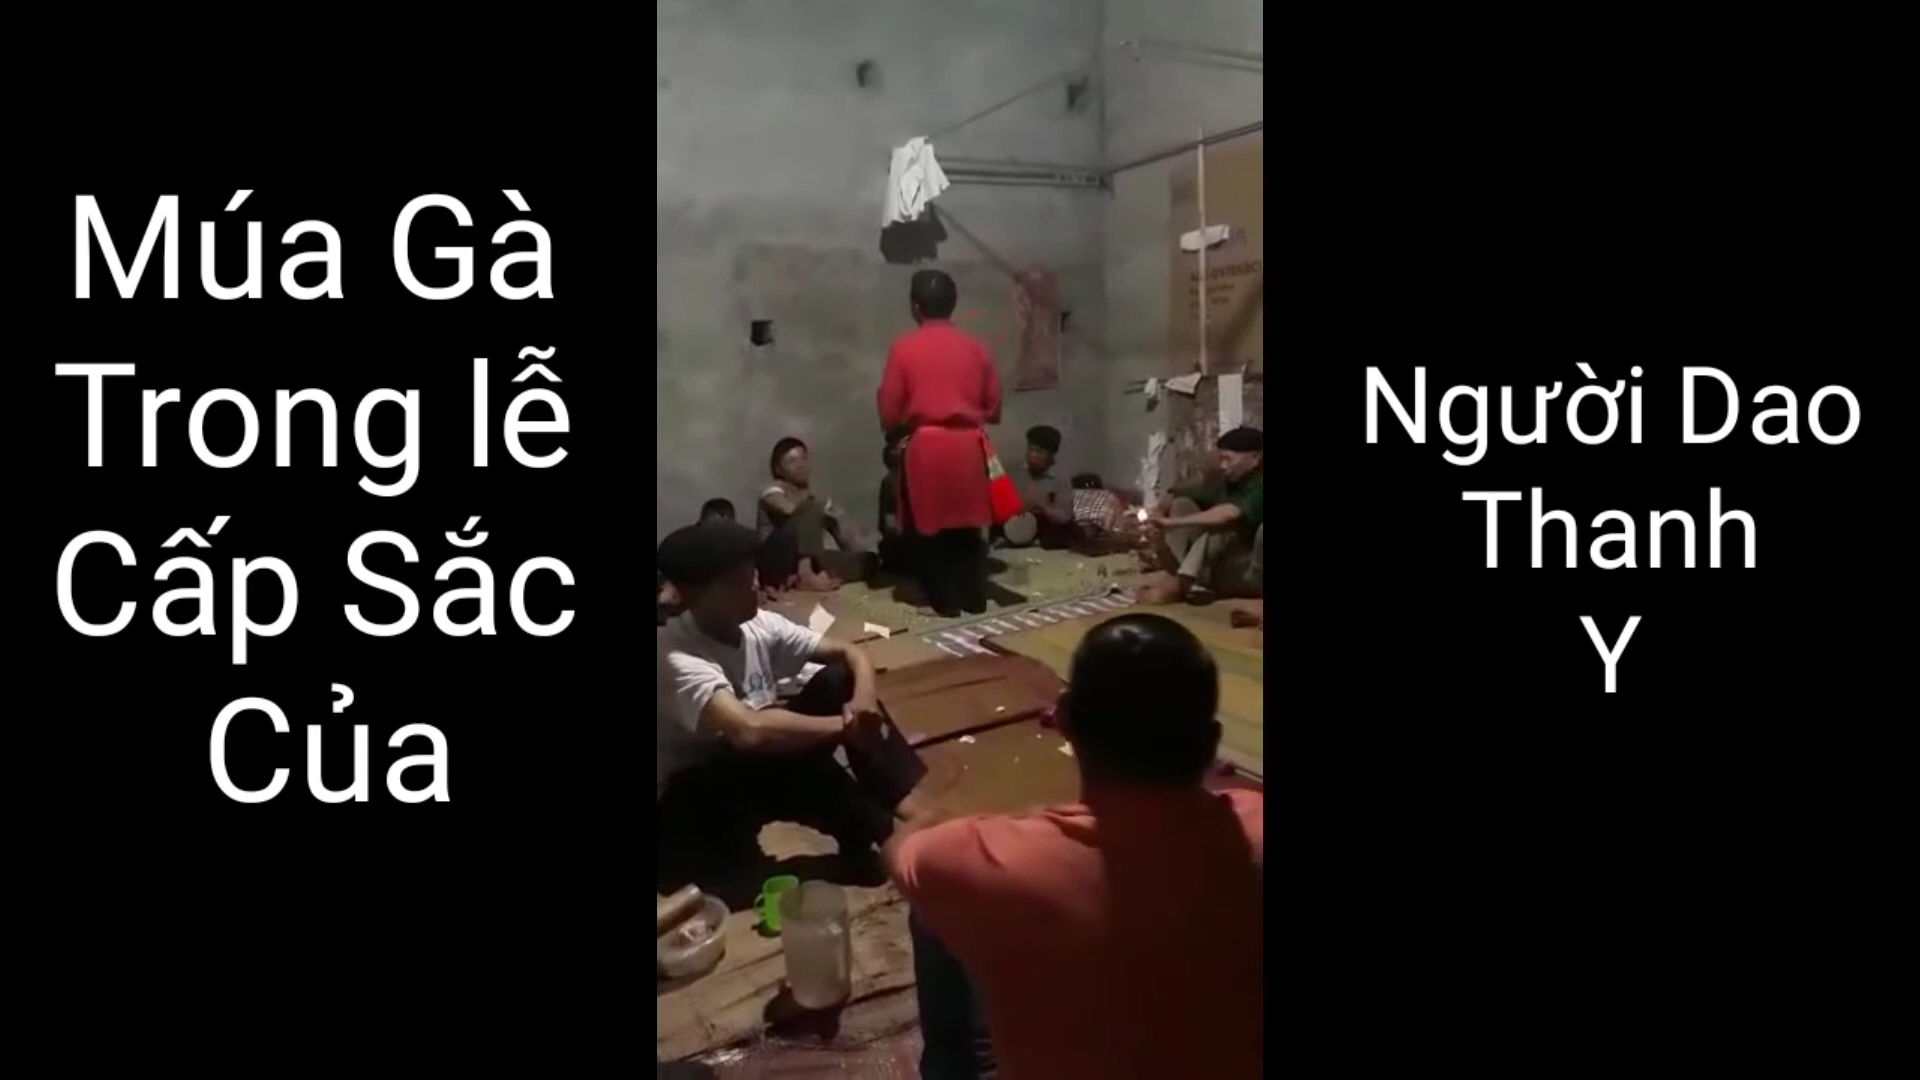 Múa Gà
Trong lễ
Cấp Sắc
Của
Người Dao
Thanh
Y